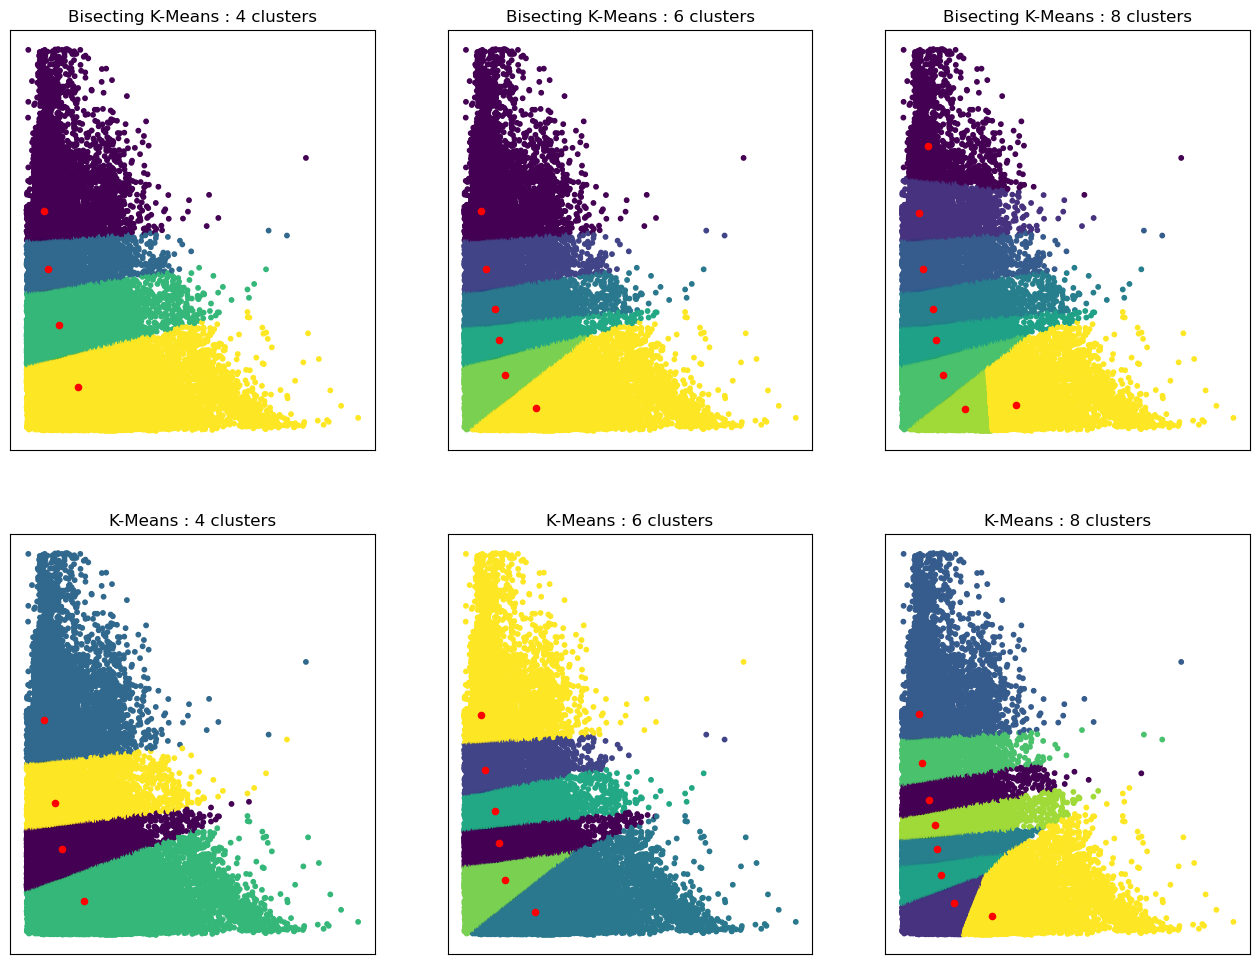 Bisecting K-Means : 4 clusters
Bisecting K-Means : 6 clusters
Bisecting K-Means : 8 clusters
K-Means : 4 clusters
K-Means : 6 clusters
K-Means : 8 clusters